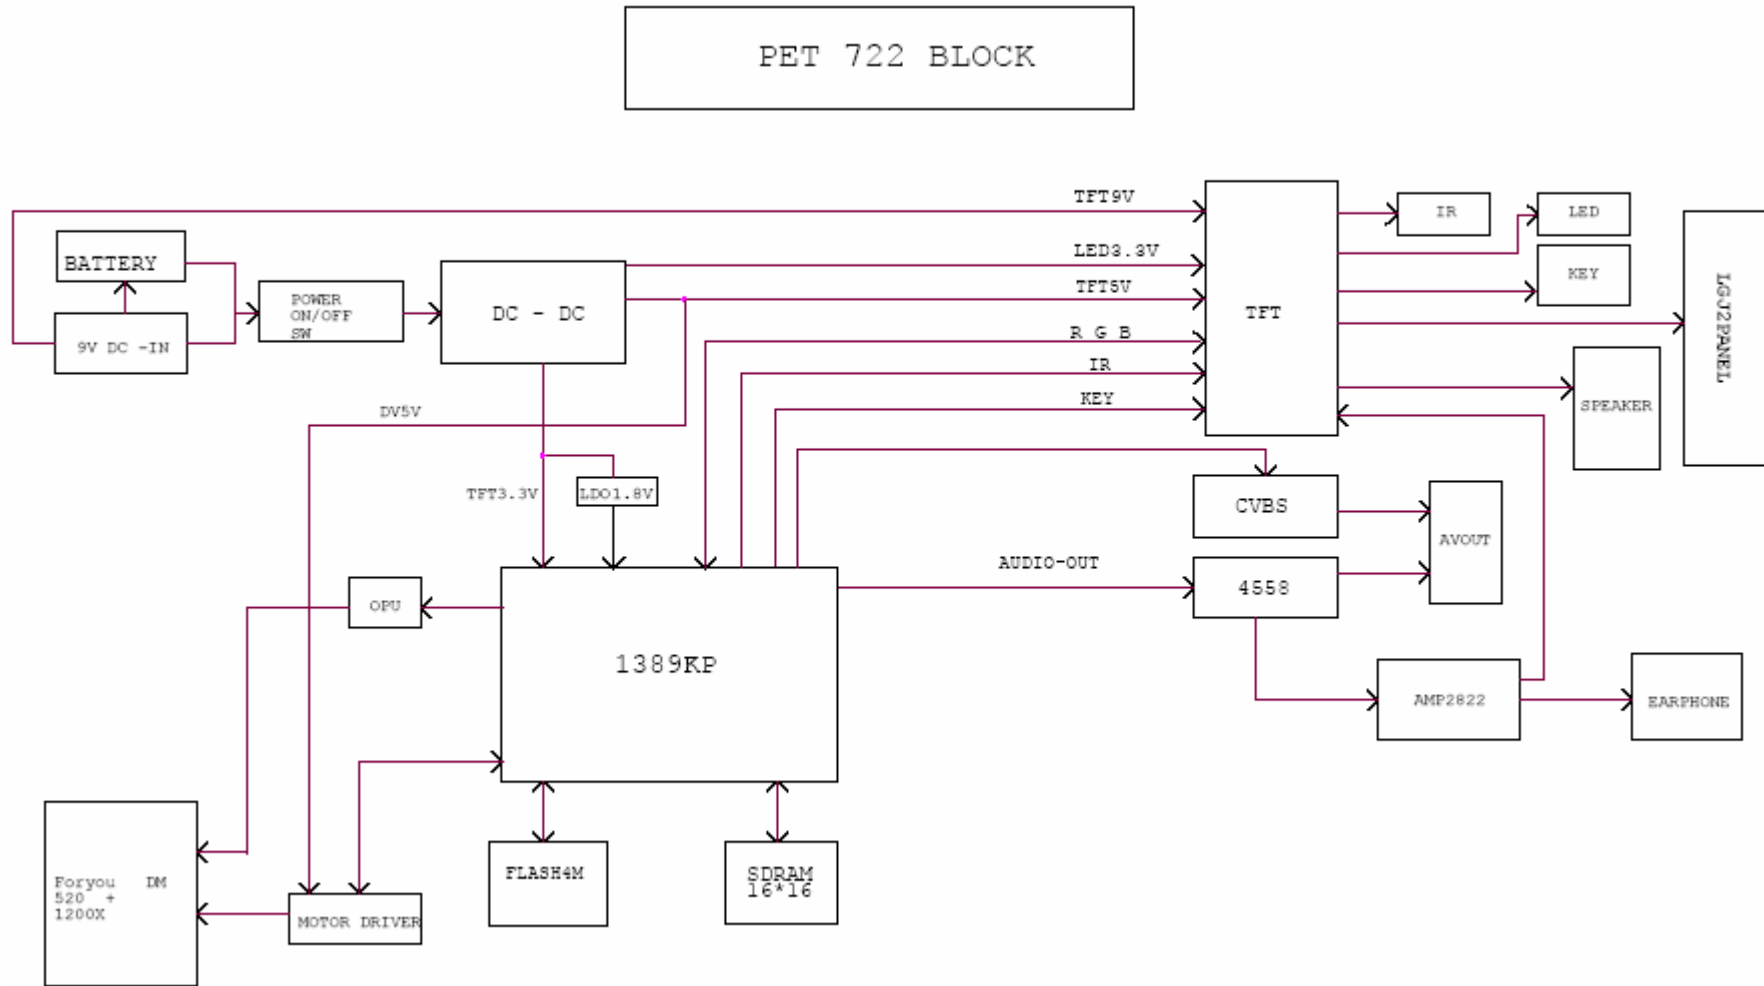 PET 722 BLOCK
TFT9V
IR
LED
BATTERY
LED3.3V
KEY
POWER
ON/OFF
SW
DC - DC
TFT5V
TFT
LGJ2PANEL
9V DC -IN
R G B
IR
SPEAKER
DV5V
KEY
TFT3.3V
LDO1.8V
CVBS
AVOUT
AUDIO-OUT
4558
OPU
1389KP
AMP2822
EARPHONE
FLASH4M
SDRAM
16*16
Foryou DM
520 +
1200X
MOTOR DRIVER